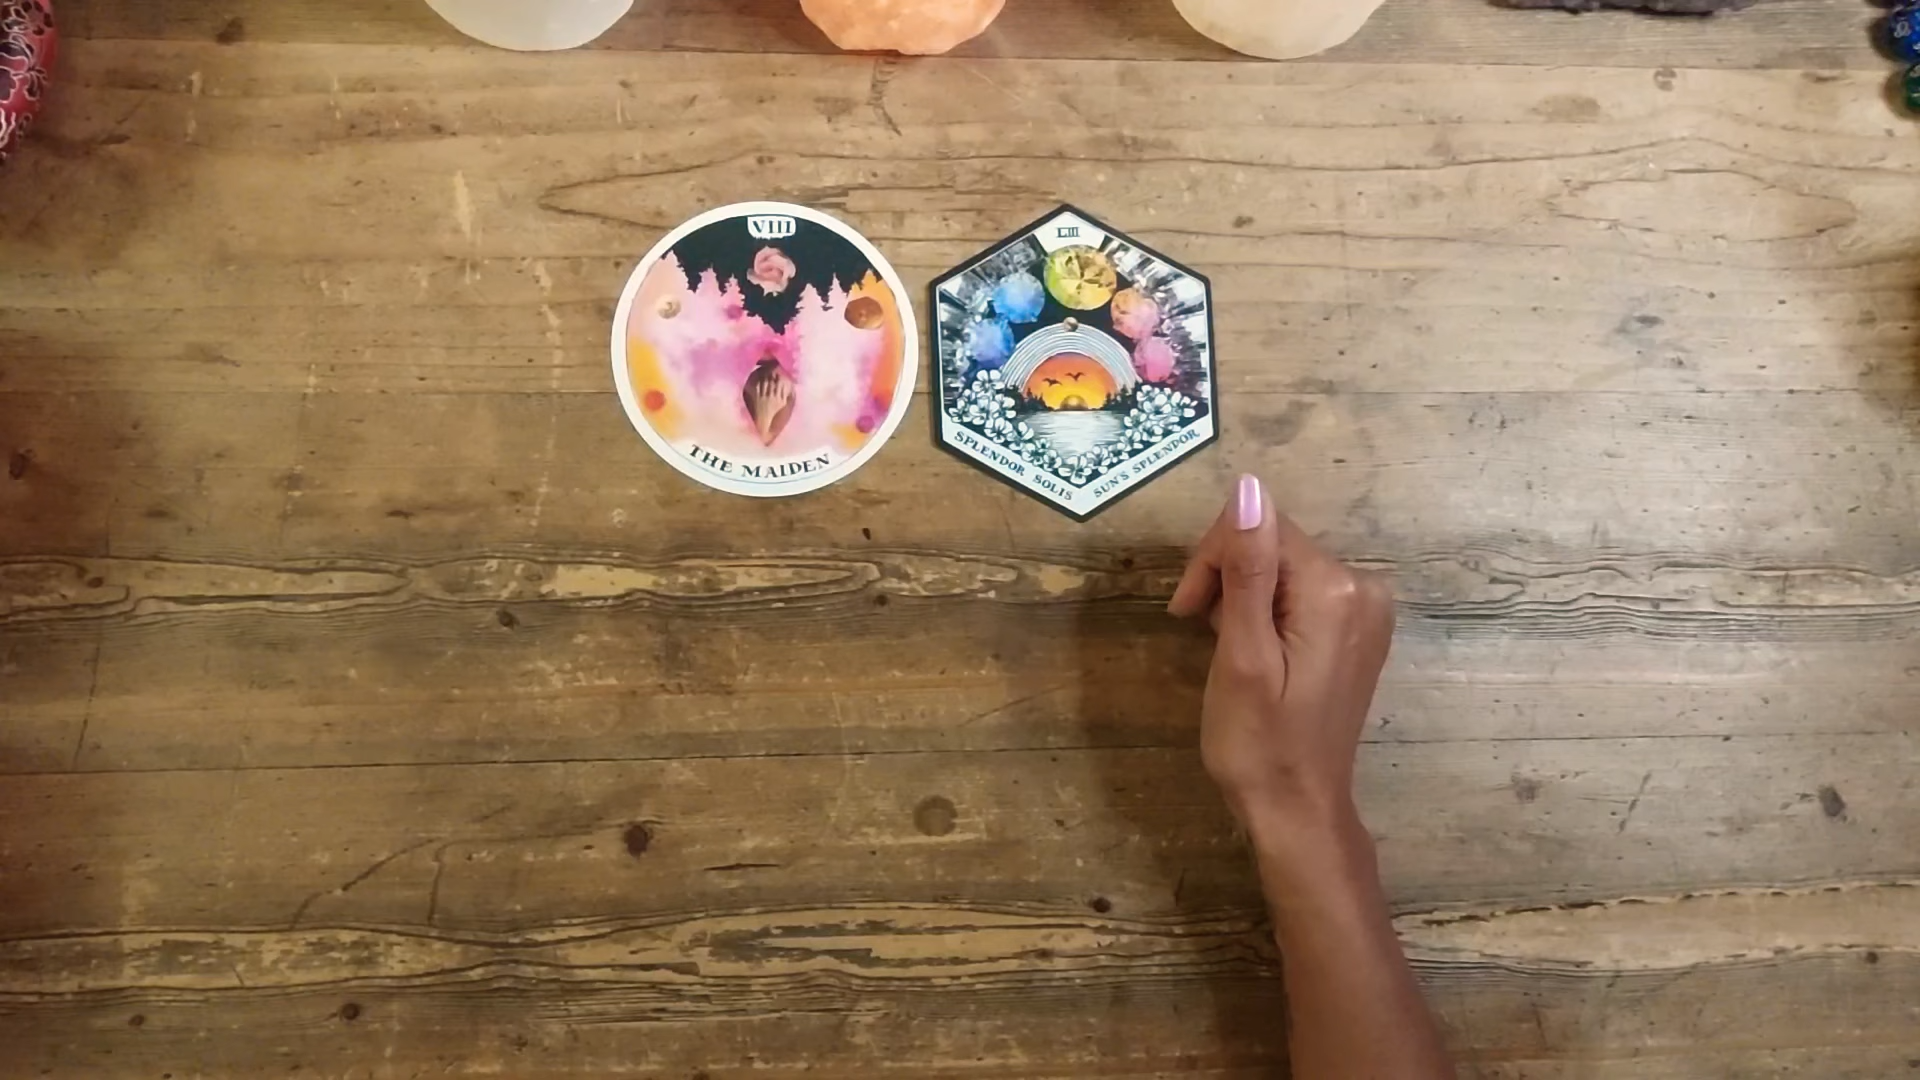 VIII
THE MAIDEN
LIII
SPLENDOR SOLIS
SUN'S SPLENDOR